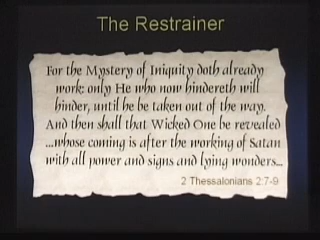 The Restrainer
For the Mystery of Iniquity doth already
work: only He who now hindereth will
hinder, until he be taken out of the way.
And then shall that Wicked One be revealed
...whose coming is after the working of Satan
with all power and signs and lying wonders...
2 Thessalonians 2:7-9